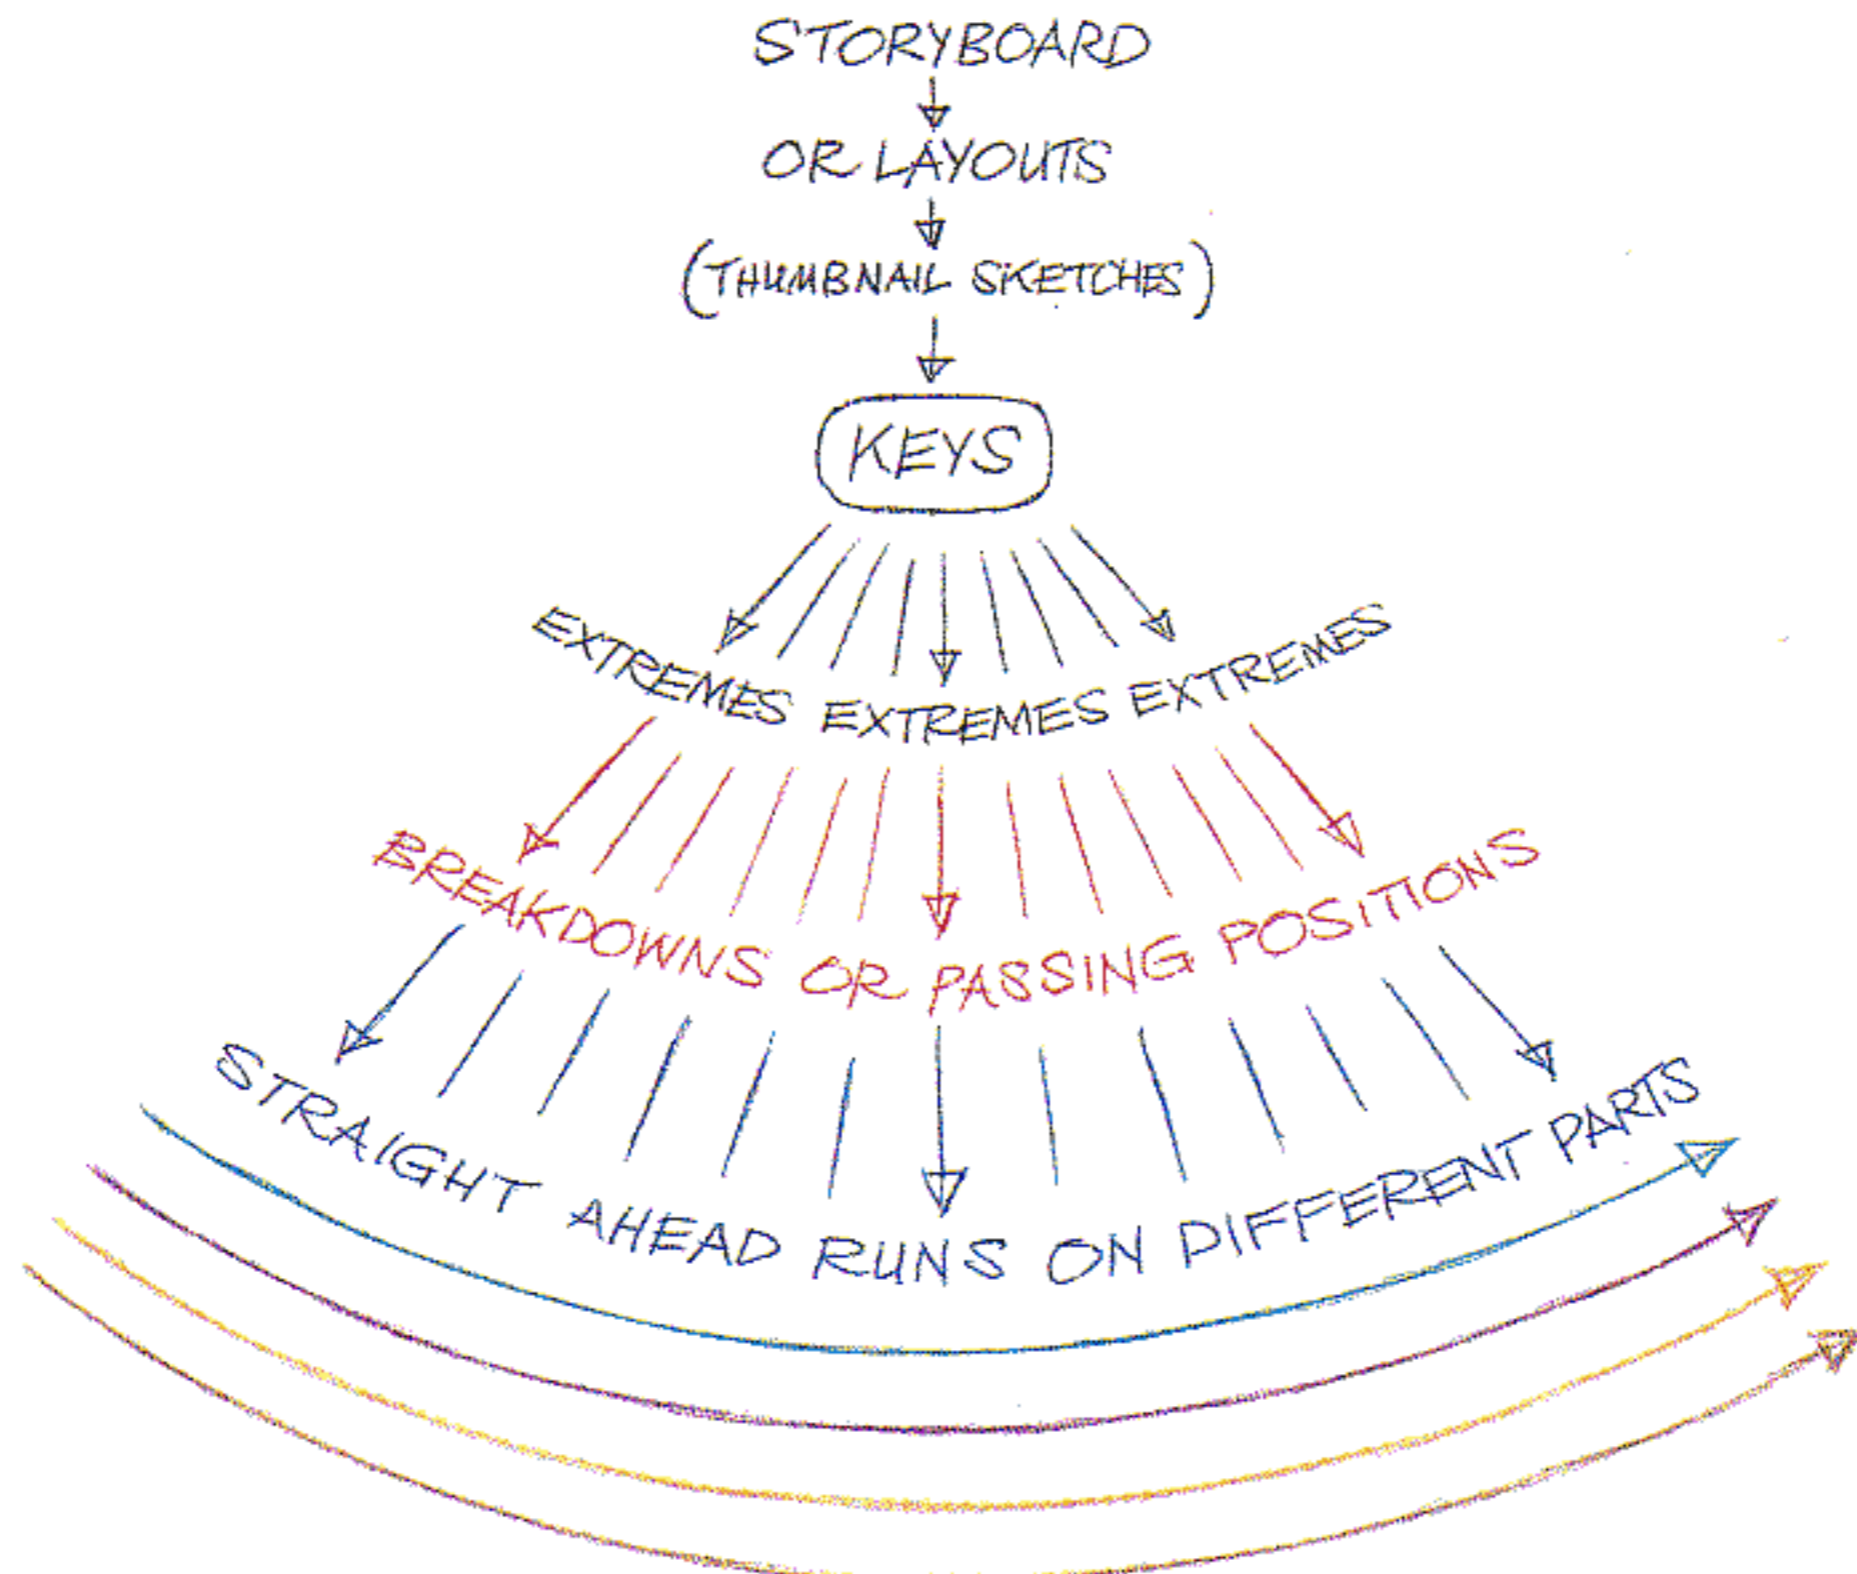 STORYBOARD
OR LAYOUTS
(THUMBNAIL SKETCHES)
KEYS
EXTREMES EXTREMES EXTREMES
BREAKDOWNS OR PASSING POSITIONS
STRAIGHT AHEAD RUNS ON DIFFERENT PARTS